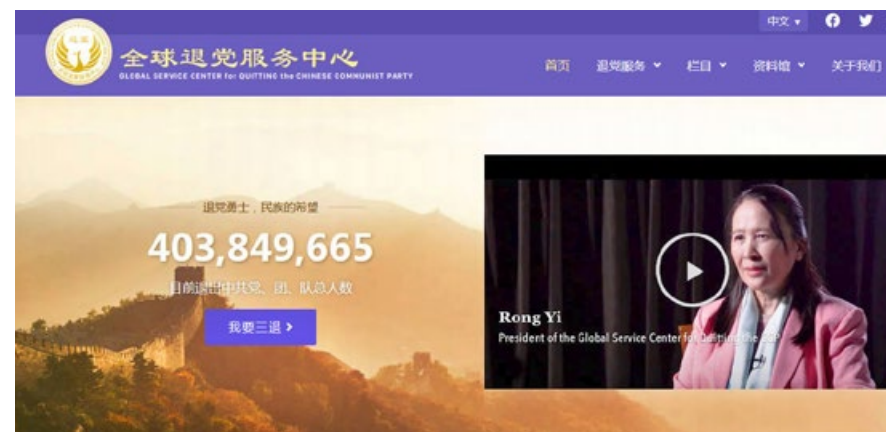 中文
全球退党服务中心
GLOBAL SERVICE CENTER for QUITTING the CHINESE COMMUNIST PARTY
首页 退党服务 栏目 资料馆 关于我们
退党勇士，民族的希望
403,849,665
目前退出中共党、团、队总人数
我要三退
Rong Yi
President of the Global Service Center for Quitting the CCP